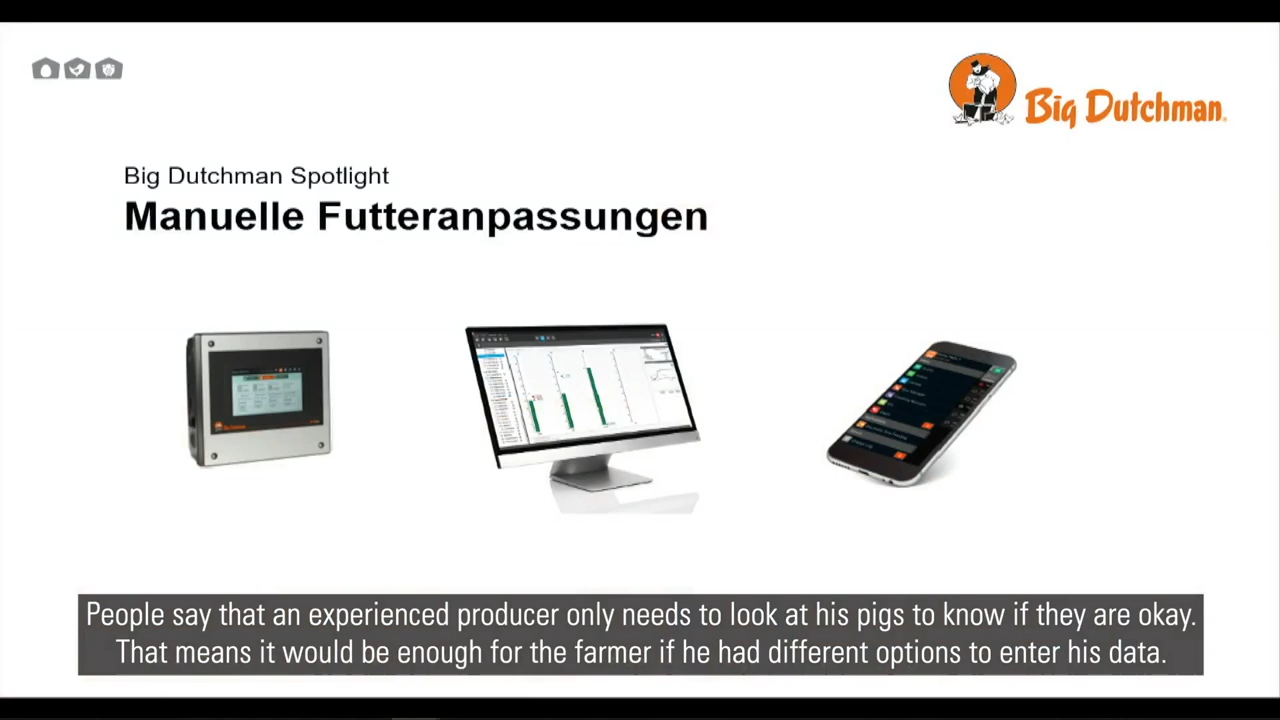 Big Dutchman
Big Dutchman Spotlight
Manuelle Futteranpassungen
Big Dutchman
People say that an experienced producer only needs to look at his pigs to know if they are okay.
That means it would be enough for the farmer if he had different options to enter his data.